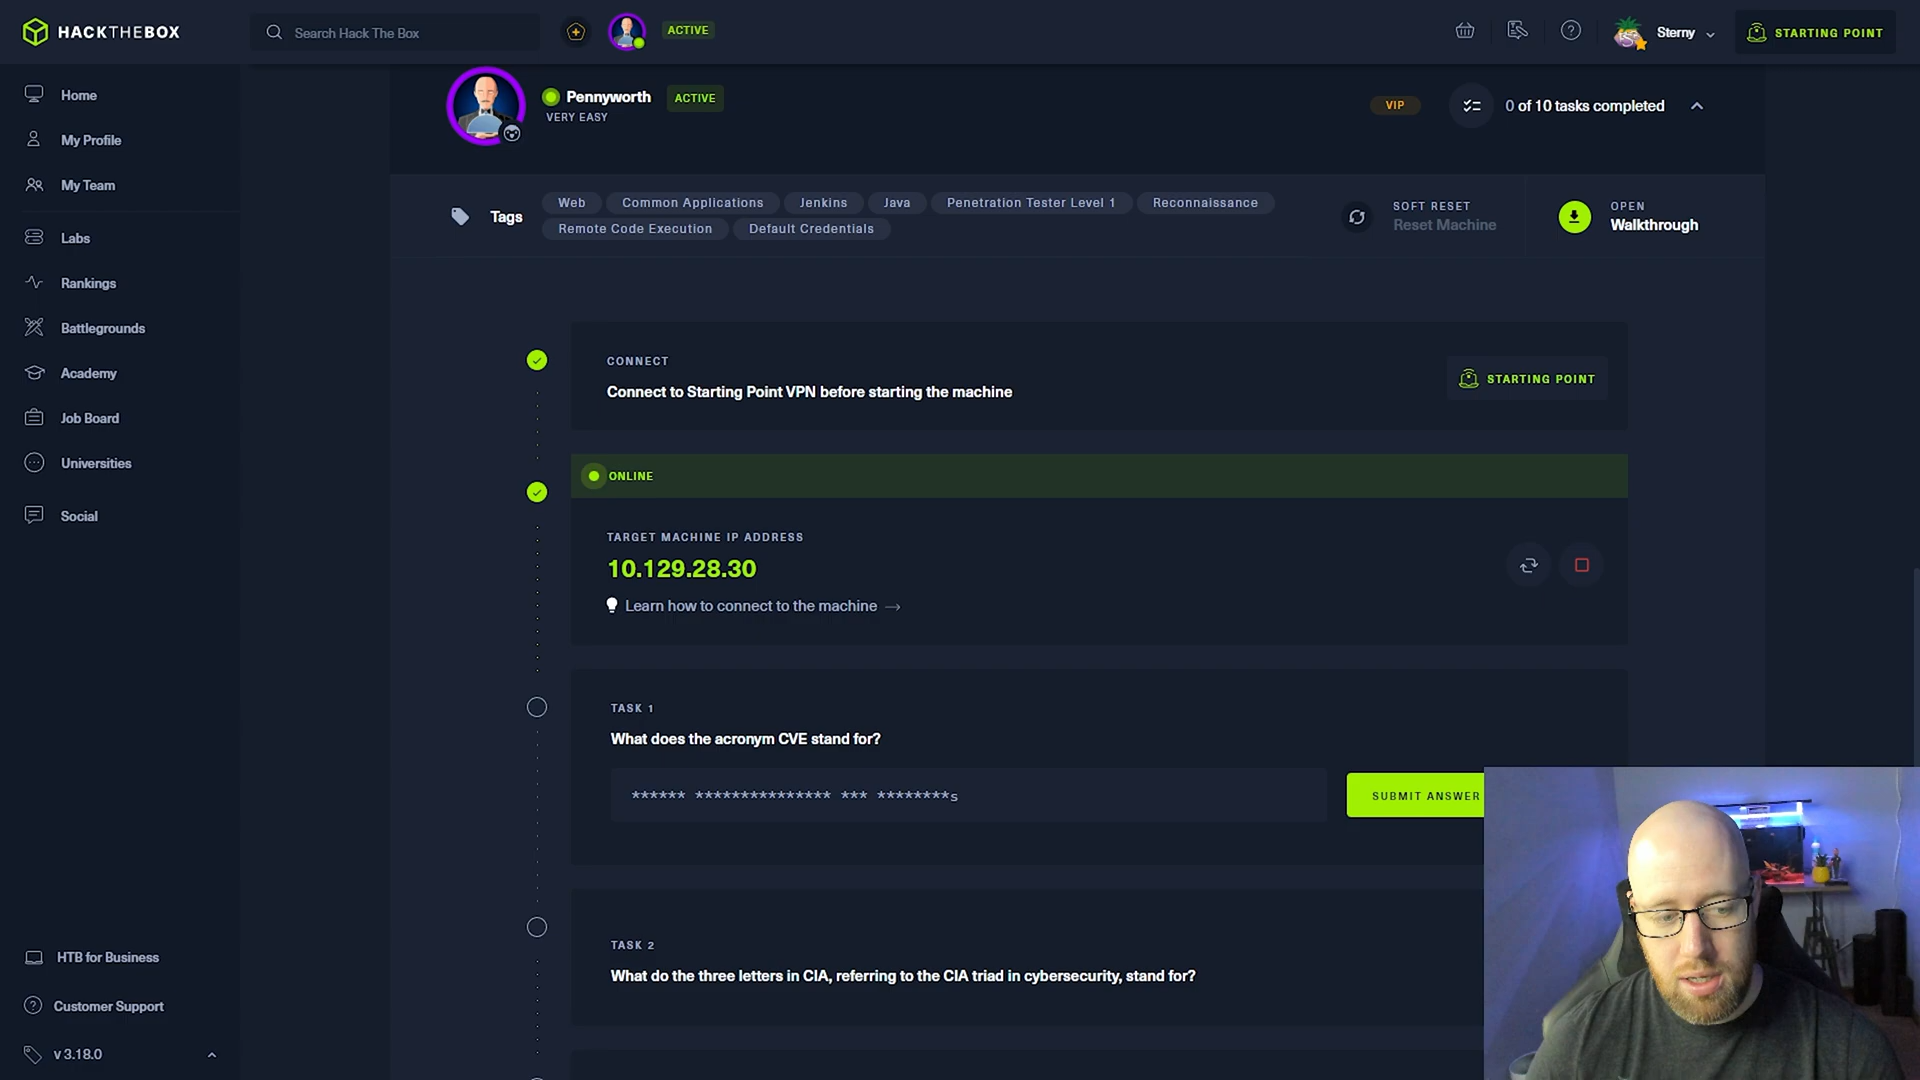 HACKTHEBOX
Search Hack The Box
ACTIVE
Sterny
STARTING POINT
Home
My Profile
My Team
Labs
Rankings
Battlegrounds
Academy
Job Board
Universities
Social
HTB for Business
Customer Support
v 3.18.0
Pennyworth
ACTIVE
VERY EASY
VIP
0 of 10 tasks completed
Tags
Web
Common Applications
Jenkins
Java
Penetration Tester Level 1
Reconnaissance
Remote Code Execution
Default Credentials
SOFT RESET
Reset Machine
OPEN
Walkthrough
CONNECT
Connect to Starting Point VPN before starting the machine
STARTING POINT
ONLINE
TARGET MACHINE IP ADDRESS
10.129.28.30
Learn how to connect to the machine →
TASK 1
What does the acronym CVE stand for?
****** *************** *** ********s
SUBMIT ANSWER
TASK 2
What do the three letters in CIA, referring to the CIA triad in cybersecurity, stand for?